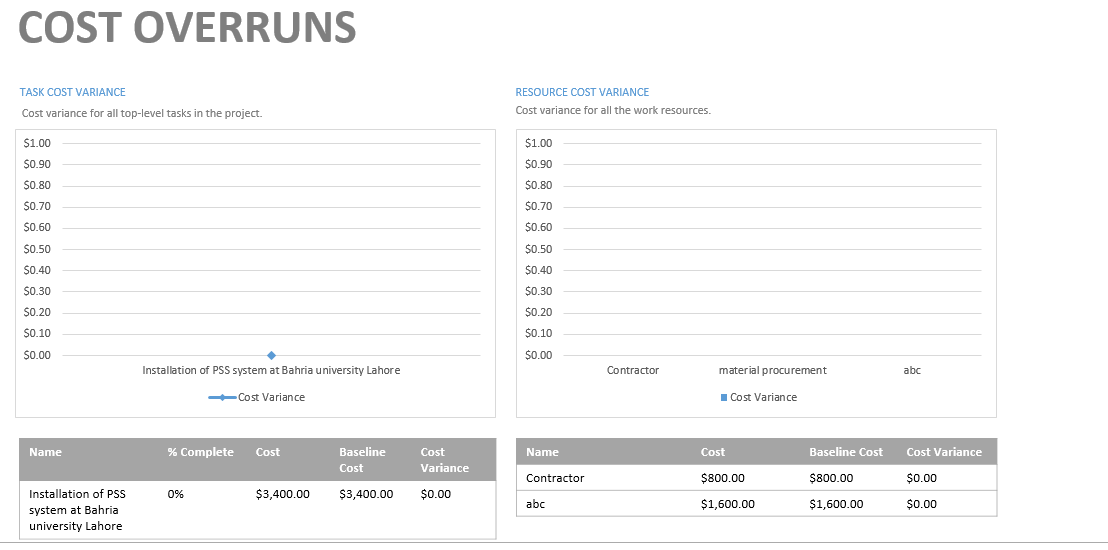 COST OVERRUNS
TASK COST VARIANCE
Cost variance for all top-level tasks in the project.
$1.00
$0.90
$0.80
$0.70
$0.60
$0.50
$0.40
$0.30
$0.20
$0.10
$0.00
Installation of PSS system at Bahria university Lahore
Cost Variance
Name % Complete Cost Baseline Cost Cost Variance
Installation of PSS system at Bahria university Lahore 0% $3,400.00 $3,400.00 $0.00
RESOURCE COST VARIANCE
Cost variance for all the work resources.
$1.00
$0.90
$0.80
$0.70
$0.60
$0.50
$0.40
$0.30
$0.20
$0.10
$0.00
Contractor material procurement abc
Cost Variance
Name Cost Baseline Cost Cost Variance
Contractor $800.00 $800.00 $0.00
abc $1,600.00 $1,600.00 $0.00